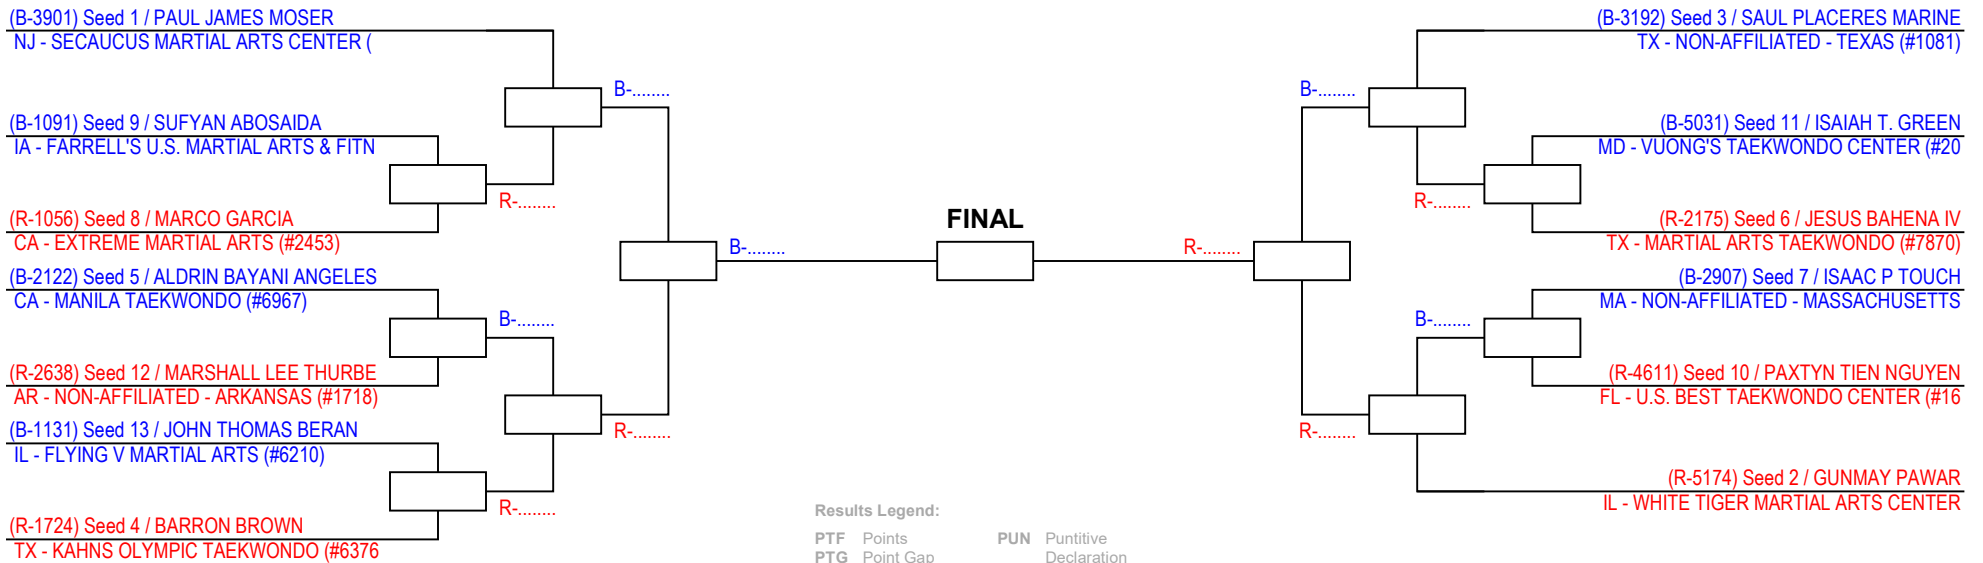 (B-3901) Seed 1 / PAUL JAMES MOSER
NJ - SECAUCUS MARTIAL ARTS CENTER (
B-........
(B-1091) Seed 9 / SUFYAN ABOSAIDA
IA - FARRELL'S U.S. MARTIAL ARTS & FITN
R-........
(R-1056) Seed 8 / MARCO GARCIA
CA - EXTREME MARTIAL ARTS (#2453)
B-........
(B-2122) Seed 5 / ALDRIN BAYANI ANGELES
CA - MANILA TAEKWONDO (#6967)
B-........
(R-2638) Seed 12 / MARSHALL LEE THURBE
AR - NON-AFFILIATED - ARKANSAS (#1718)
R-........
(B-1131) Seed 13 / JOHN THOMAS BERAN
IL - FLYING V MARTIAL ARTS (#6210)
R-........
(R-1724) Seed 4 / BARRON BROWN
TX - KAHNS OLYMPIC TAEKWONDO (#6376
FINAL
(B-3192) Seed 3 / SAUL PLACERES MARINE
TX - NON-AFFILIATED - TEXAS (#1081)
B-........
(B-5031) Seed 11 / ISAIAH T. GREEN
MD - VUONG'S TAEKWONDO CENTER (#20
R-........
(R-2175) Seed 6 / JESUS BAHENA IV
TX - MARTIAL ARTS TAEKWONDO (#7870)
R-........
(B-2907) Seed 7 / ISAAC P TOUCH
MA - NON-AFFILIATED - MASSACHUSETTS
B-........
(R-4611) Seed 10 / PAXTYN TIEN NGUYEN
FL - U.S. BEST TAEKWONDO CENTER (#16
R-........
(R-5174) Seed 2 / GUNMAY PAWAR
IL - WHITE TIGER MARTIAL ARTS CENTER
Results Legend:
PTF Points PUN Puntitive
PTG Point Gap Declaration